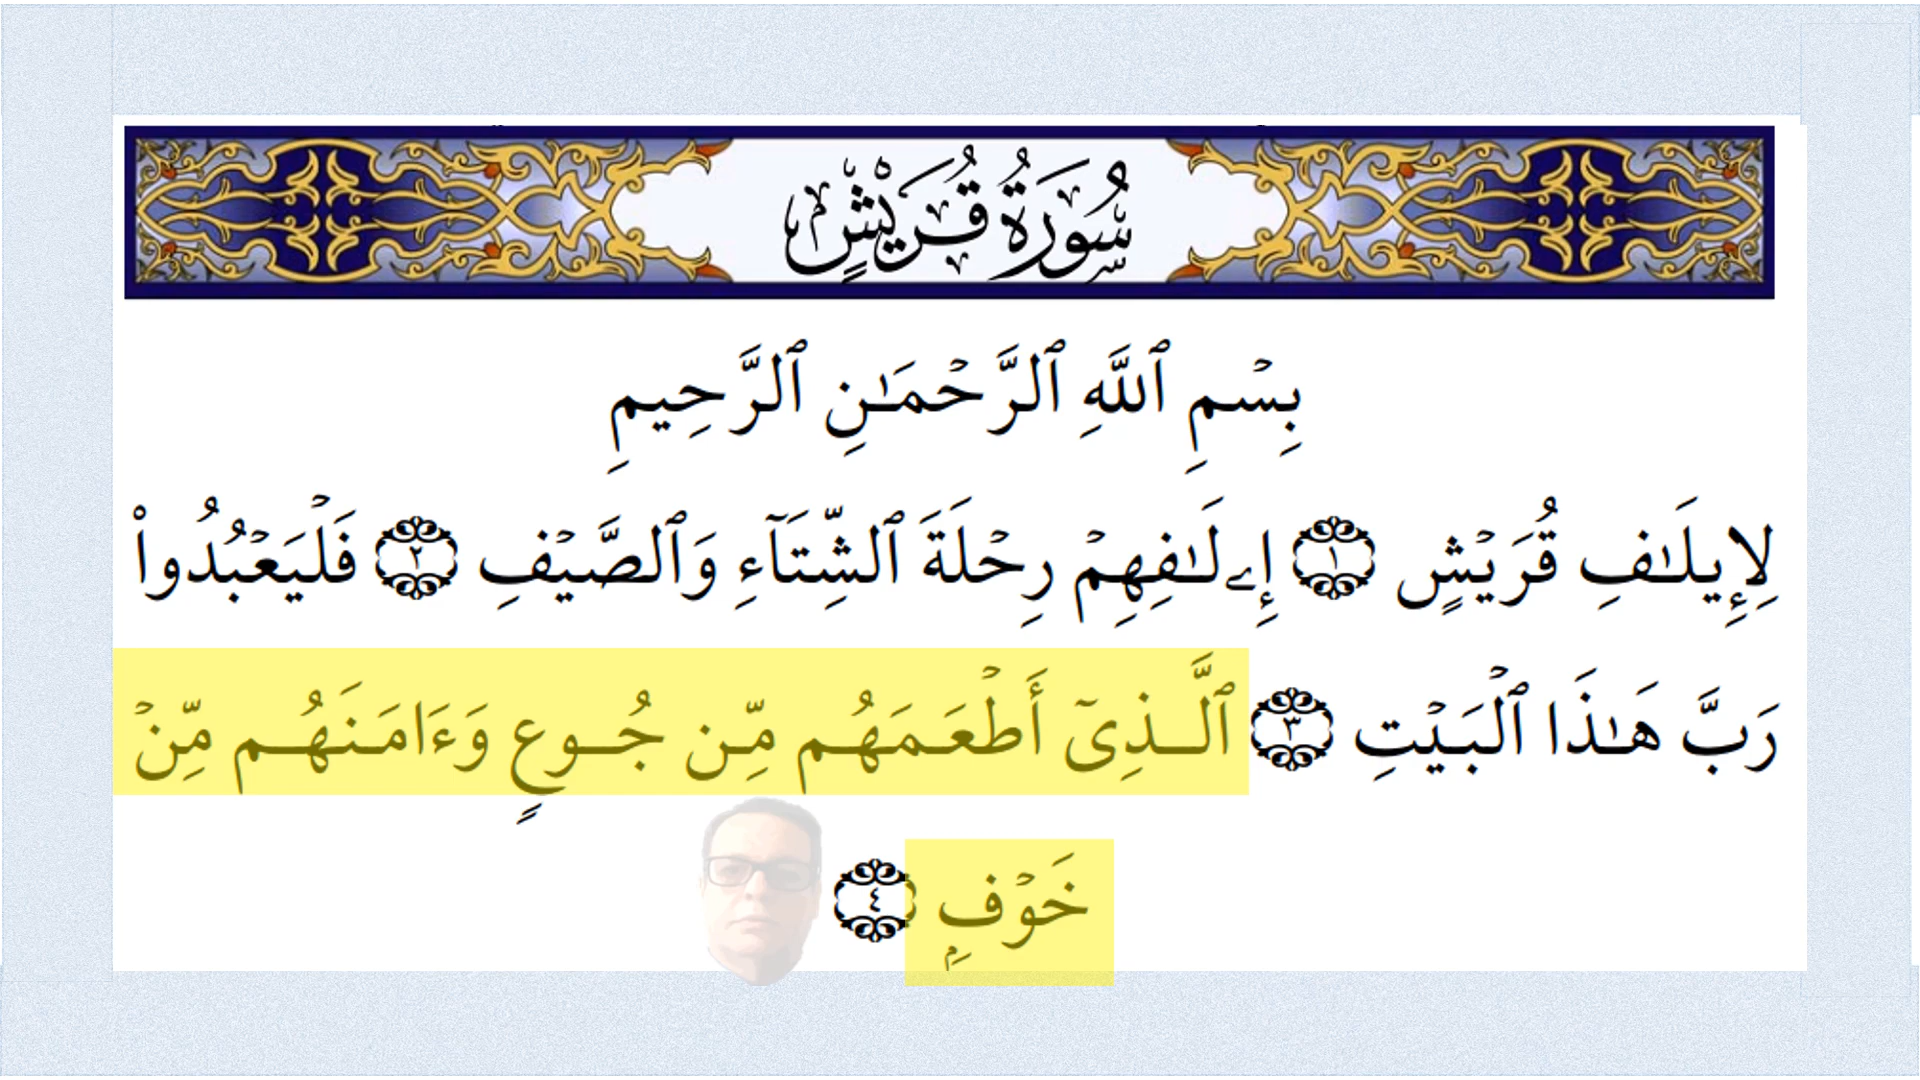 سُورَةُ قُرَيْشٍ
بِسۡمِ ٱللَّهِ ٱلرَّحۡمَٰنِ ٱلرَّحِيمِ
لِإِيلَٰفِ قُرَيۡشٍ ١ إِۦلَٰفِهِمۡ رِحۡلَةَ ٱلشِّتَآءِ وَٱلصَّيۡفِ ٢ فَلۡيَعۡبُدُواْ
رَبَّ هَٰذَا ٱلۡبَيۡتِ ٣ ٱلَّذِيٓ أَطۡعَمَهُم مِّن جُوعٍ وَءَامَنَهُم مِّنۡ
خَوۡفِۭ ٤